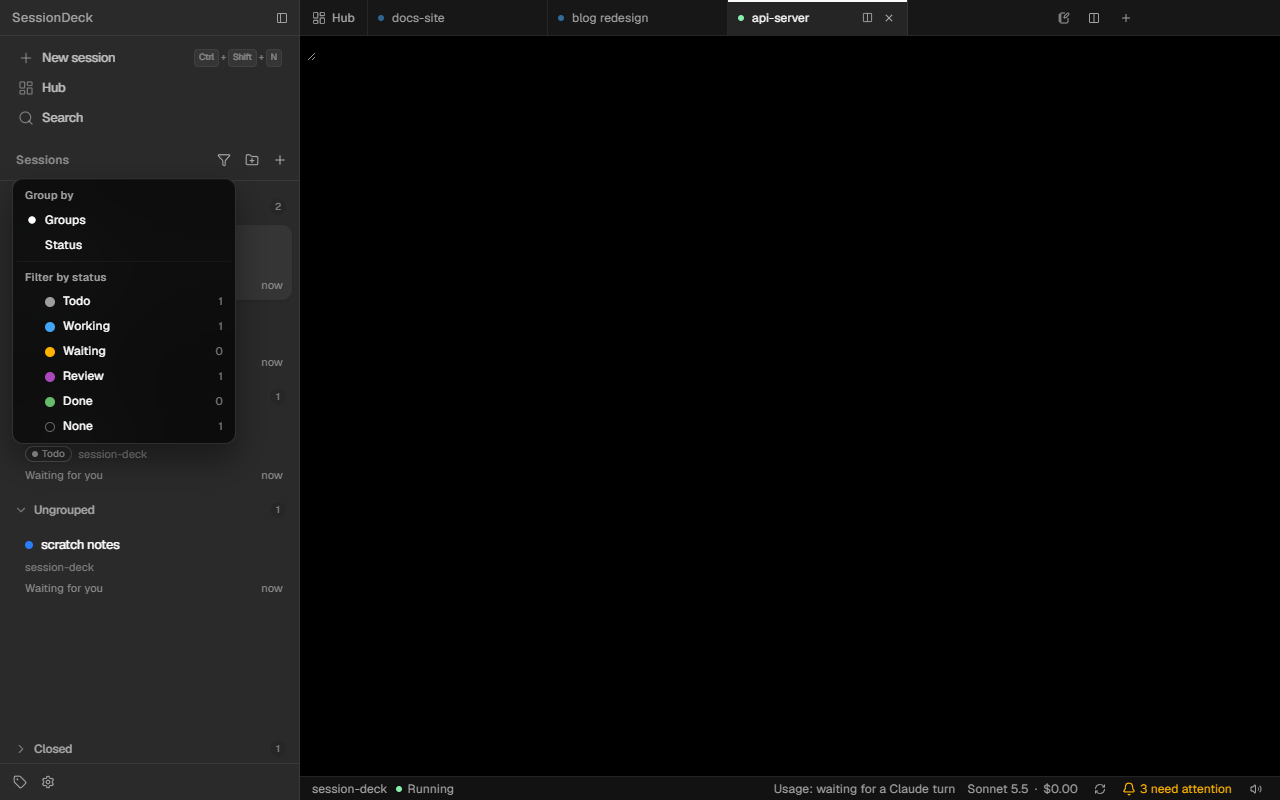 SessionDeck
Hub
docs-site
blog redesign
api-server
New session
Ctrl + Shift + N
Hub
Search
Sessions
Group by
2
Groups
Status
Filter by status
now
Todo 1
Working 1
Waiting 0
now
Review 1
Done 0
1
None 1
Todo session-deck
Waiting for you now
Ungrouped 1
scratch notes
session-deck
Waiting for you now
Closed 1
session-deck Running Usage: waiting for a Claude turn Sonnet 5.5 · $0.00 3 need attention